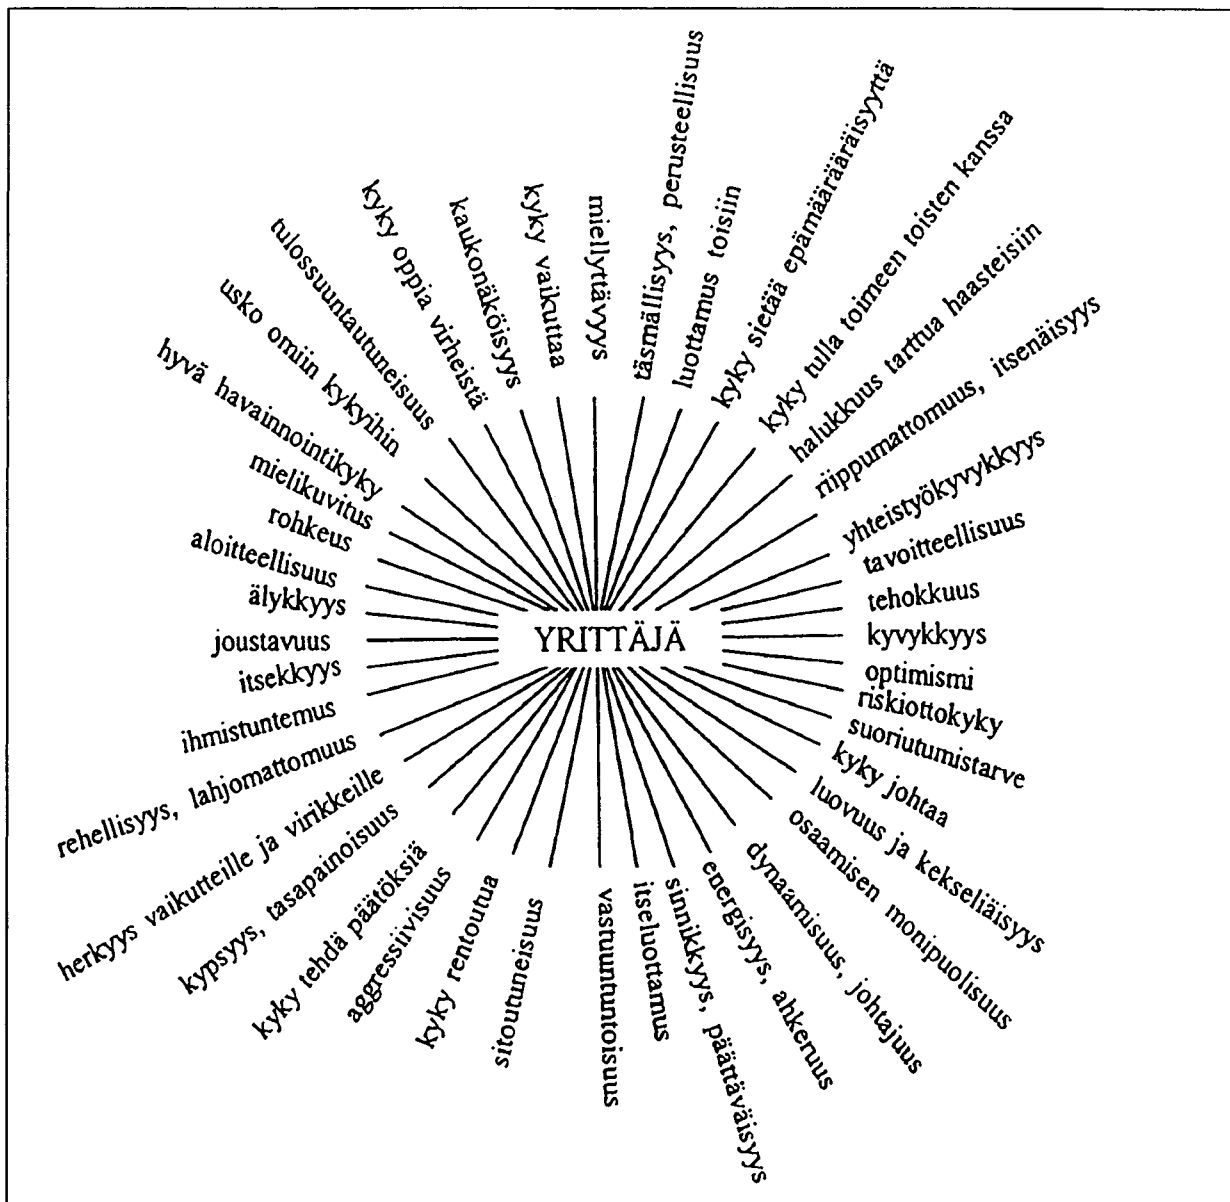 miellyttävyys
täsmällisyys, perusteellisuus
luottamus toisiin
kyky sietää epämäärääräisyyttä
kyky tulla toimeen toisten kanssa
halukkuus tarttua haasteisiin
riippumattomuus, itsenäisyys
yhteistyökyvykkyys
tavoitteellisuus
tehokkuus
kyvykkyys
optimismi
riskiottokyky
suoriutumistarve
kyky johtaa
luovuus ja kekseliäisyys
osaamisen monipuolisuus
dynaamisuus, johtajuus
energisyys, ahkeruus
sinnikkyys, päättäväisyys
itseluottamus
vastuuntuntoisuus
sitoutuneisuus
kyky rentoutua
aggressiivisuus
kyky tehdä päätöksiä
kypsyys, tasapainoisuus
herkyys vaikutteille ja virikkeille
rehellisyys, lahjomattomuus
ihmistuntemus
itsekkyys
joustavuus
älykkyys
aloitteellisuus
rohkeus
mielikuvitus
hyvä havainnointikyky
usko omiin kykyihin
tulossuuntautuneisuus
kyky oppia virheistä
kaukonäköisyys
kyky vaikuttaa
YRITTÄJÄ